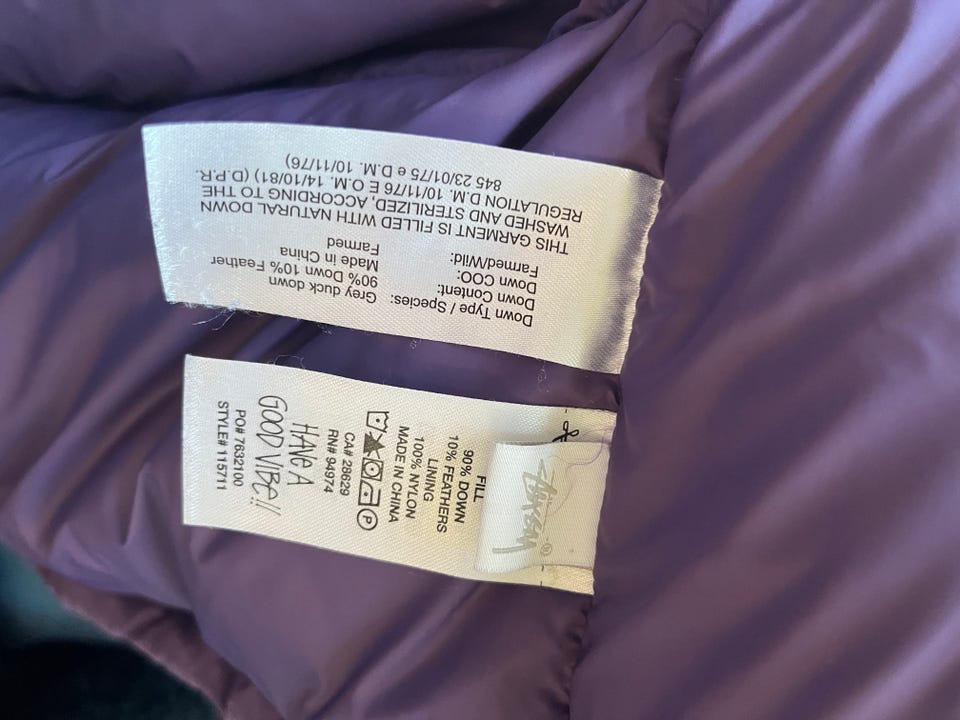 Down Type / Species: Grey duck down
Down Content: 90% Down 10% Feather
Down COO: Made in China
Farmed/Wild: Farmed
THIS GARMENT IS FILLED WITH NATURAL DOWN
WASHED AND STERILIZED, ACCORDING TO THE
REGULATION D.M. 10/11/76 E O.M. 14/10/81) (D.P.R.
845 23/01/75 e D.M. 10/11/76)
Stüssy®
FILL
90% DOWN
10% FEATHERS
LINING
100% NYLON
MADE IN CHINA
P
CA# 28629
RN# 94974
HAVE A
GOOD VIBE!!
PO# 7632100
STYLE# 115711